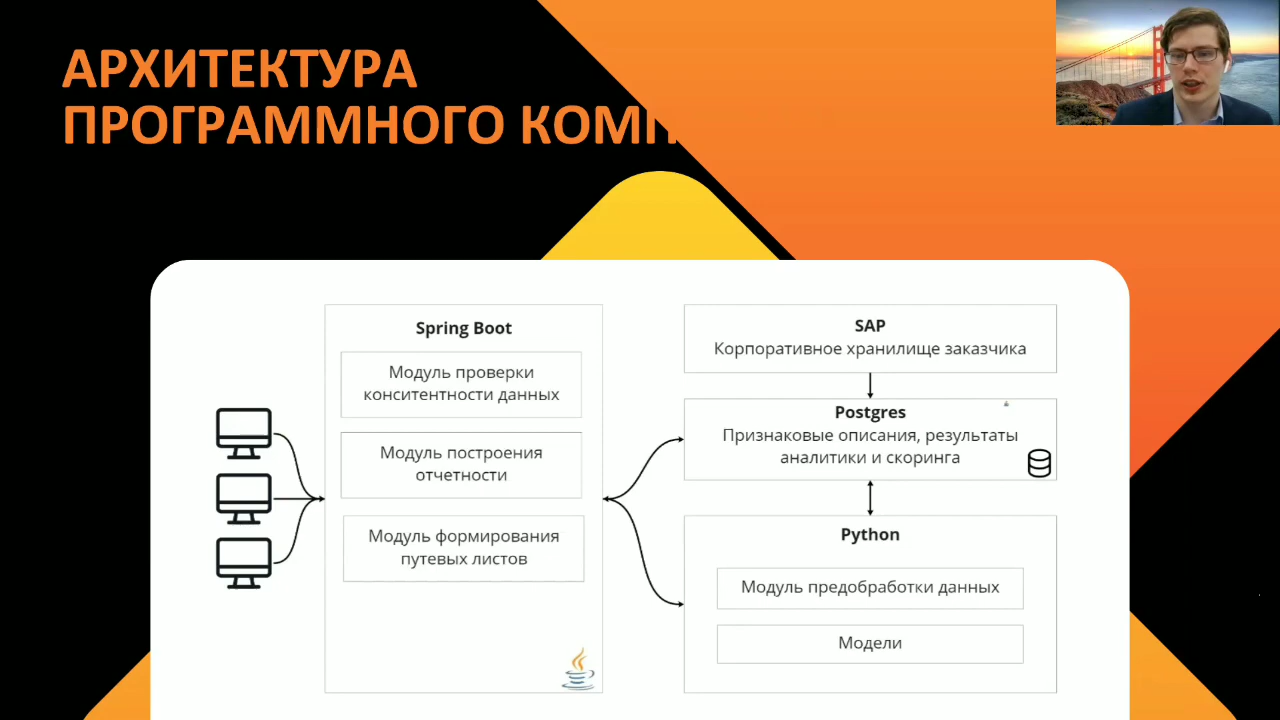 АРХИТЕКТУРА
ПРОГРАММНОГО КОМП
Spring Boot
Модуль проверки
конситентности данных
Модуль построения
отчетности
Модуль формирования
путевых листов
SAP
Корпоративное хранилище заказчика
Postgres
Признаковые описания, результаты
аналитики и скоринга
Python
Модуль предобработки данных
Модели